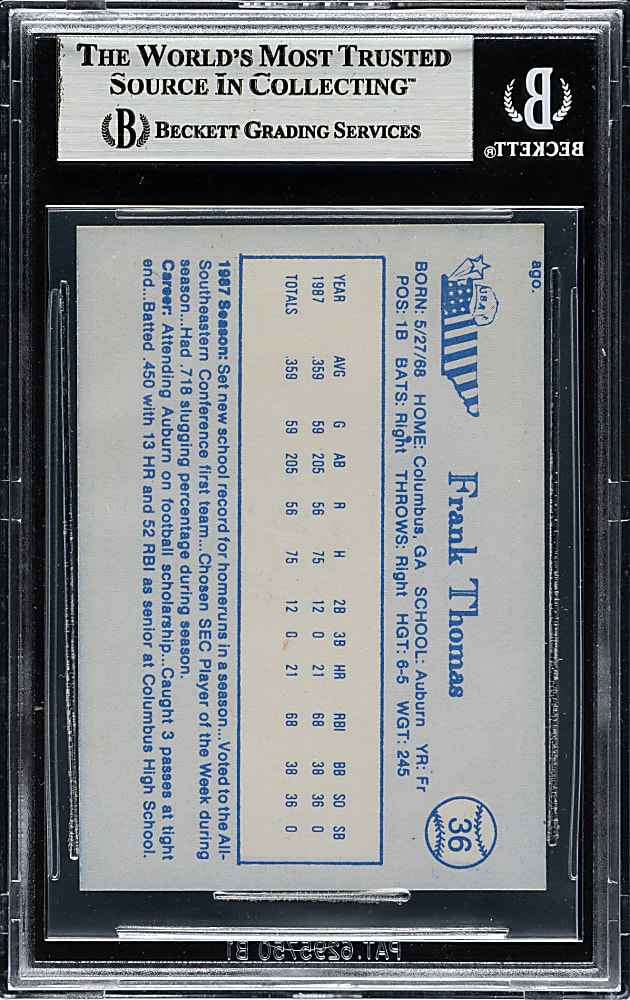 THE WORLD'S MOST TRUSTED
SOURCE IN COLLECTING™
B BECKETT GRADING SERVICES
B
BECKETT®
ago.
USA
Frank Thomas
36
BORN: 5/27/68 HOME: Columbus, GA SCHOOL: Auburn YR: Fr
POS: 1B BATS: Right THROWS: Right HGT: 6-5 WGT: 245
YEAR AVG G AB R H 2B 3B HR RBI BB SO SB
1987 .359 59 205 56 75 12 0 21 68 38 36 0
TOTALS .359 59 205 56 75 12 0 21 68 38 36 0
1987 Season: Set new school record for homeruns in a season...Voted to the All-
Southeastern Conference first team...Chosen SEC Player of the Week during
season...Had .718 slugging percentage during season.
Career: Attending Auburn on football scholarship...Caught 3 passes at tight
end...Batted .450 with 13 HR and 52 RBI as senior at Columbus High School.
PAT. 6295750 B1